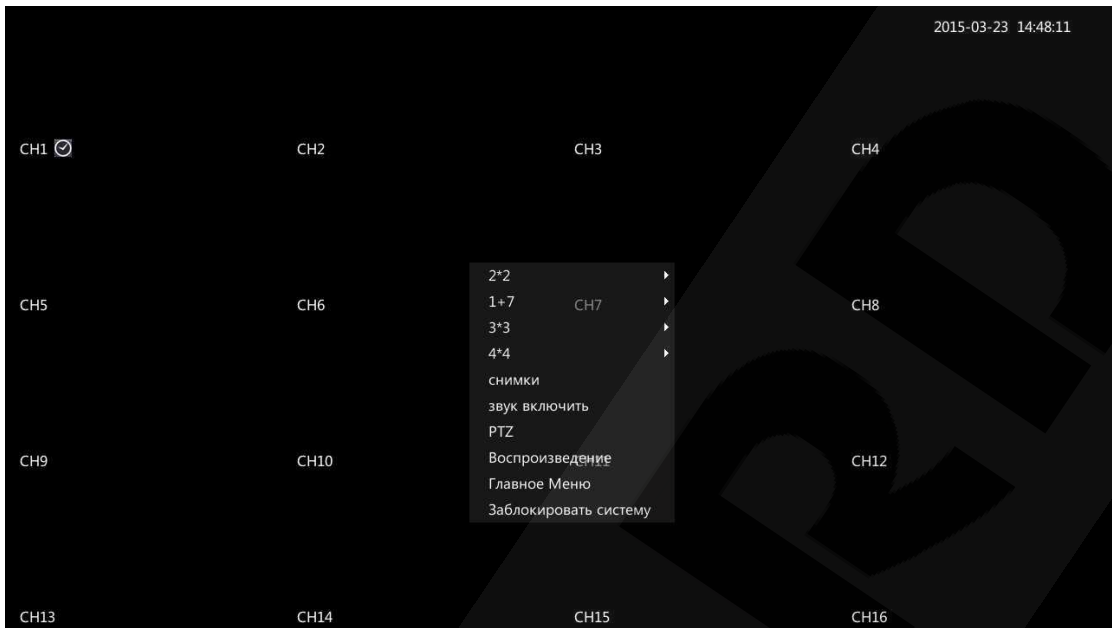 2015-03-23 14:48:11
CH1 CH2 CH3 CH4
CH5 CH6 CH7 CH8
CH9 CH10 CH11 CH12
CH13 CH14 CH15 CH16
2*2
1+7
3*3
4*4
снимки
звук включить
PTZ
Воспроизведение
Главное Меню
Заблокировать систему
RD